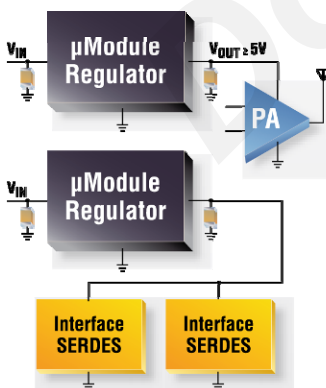 VIN
µModule
Regulator
VOUT ≥ 5V
PA
VIN
µModule
Regulator
Interface
SERDES
Interface
SERDES